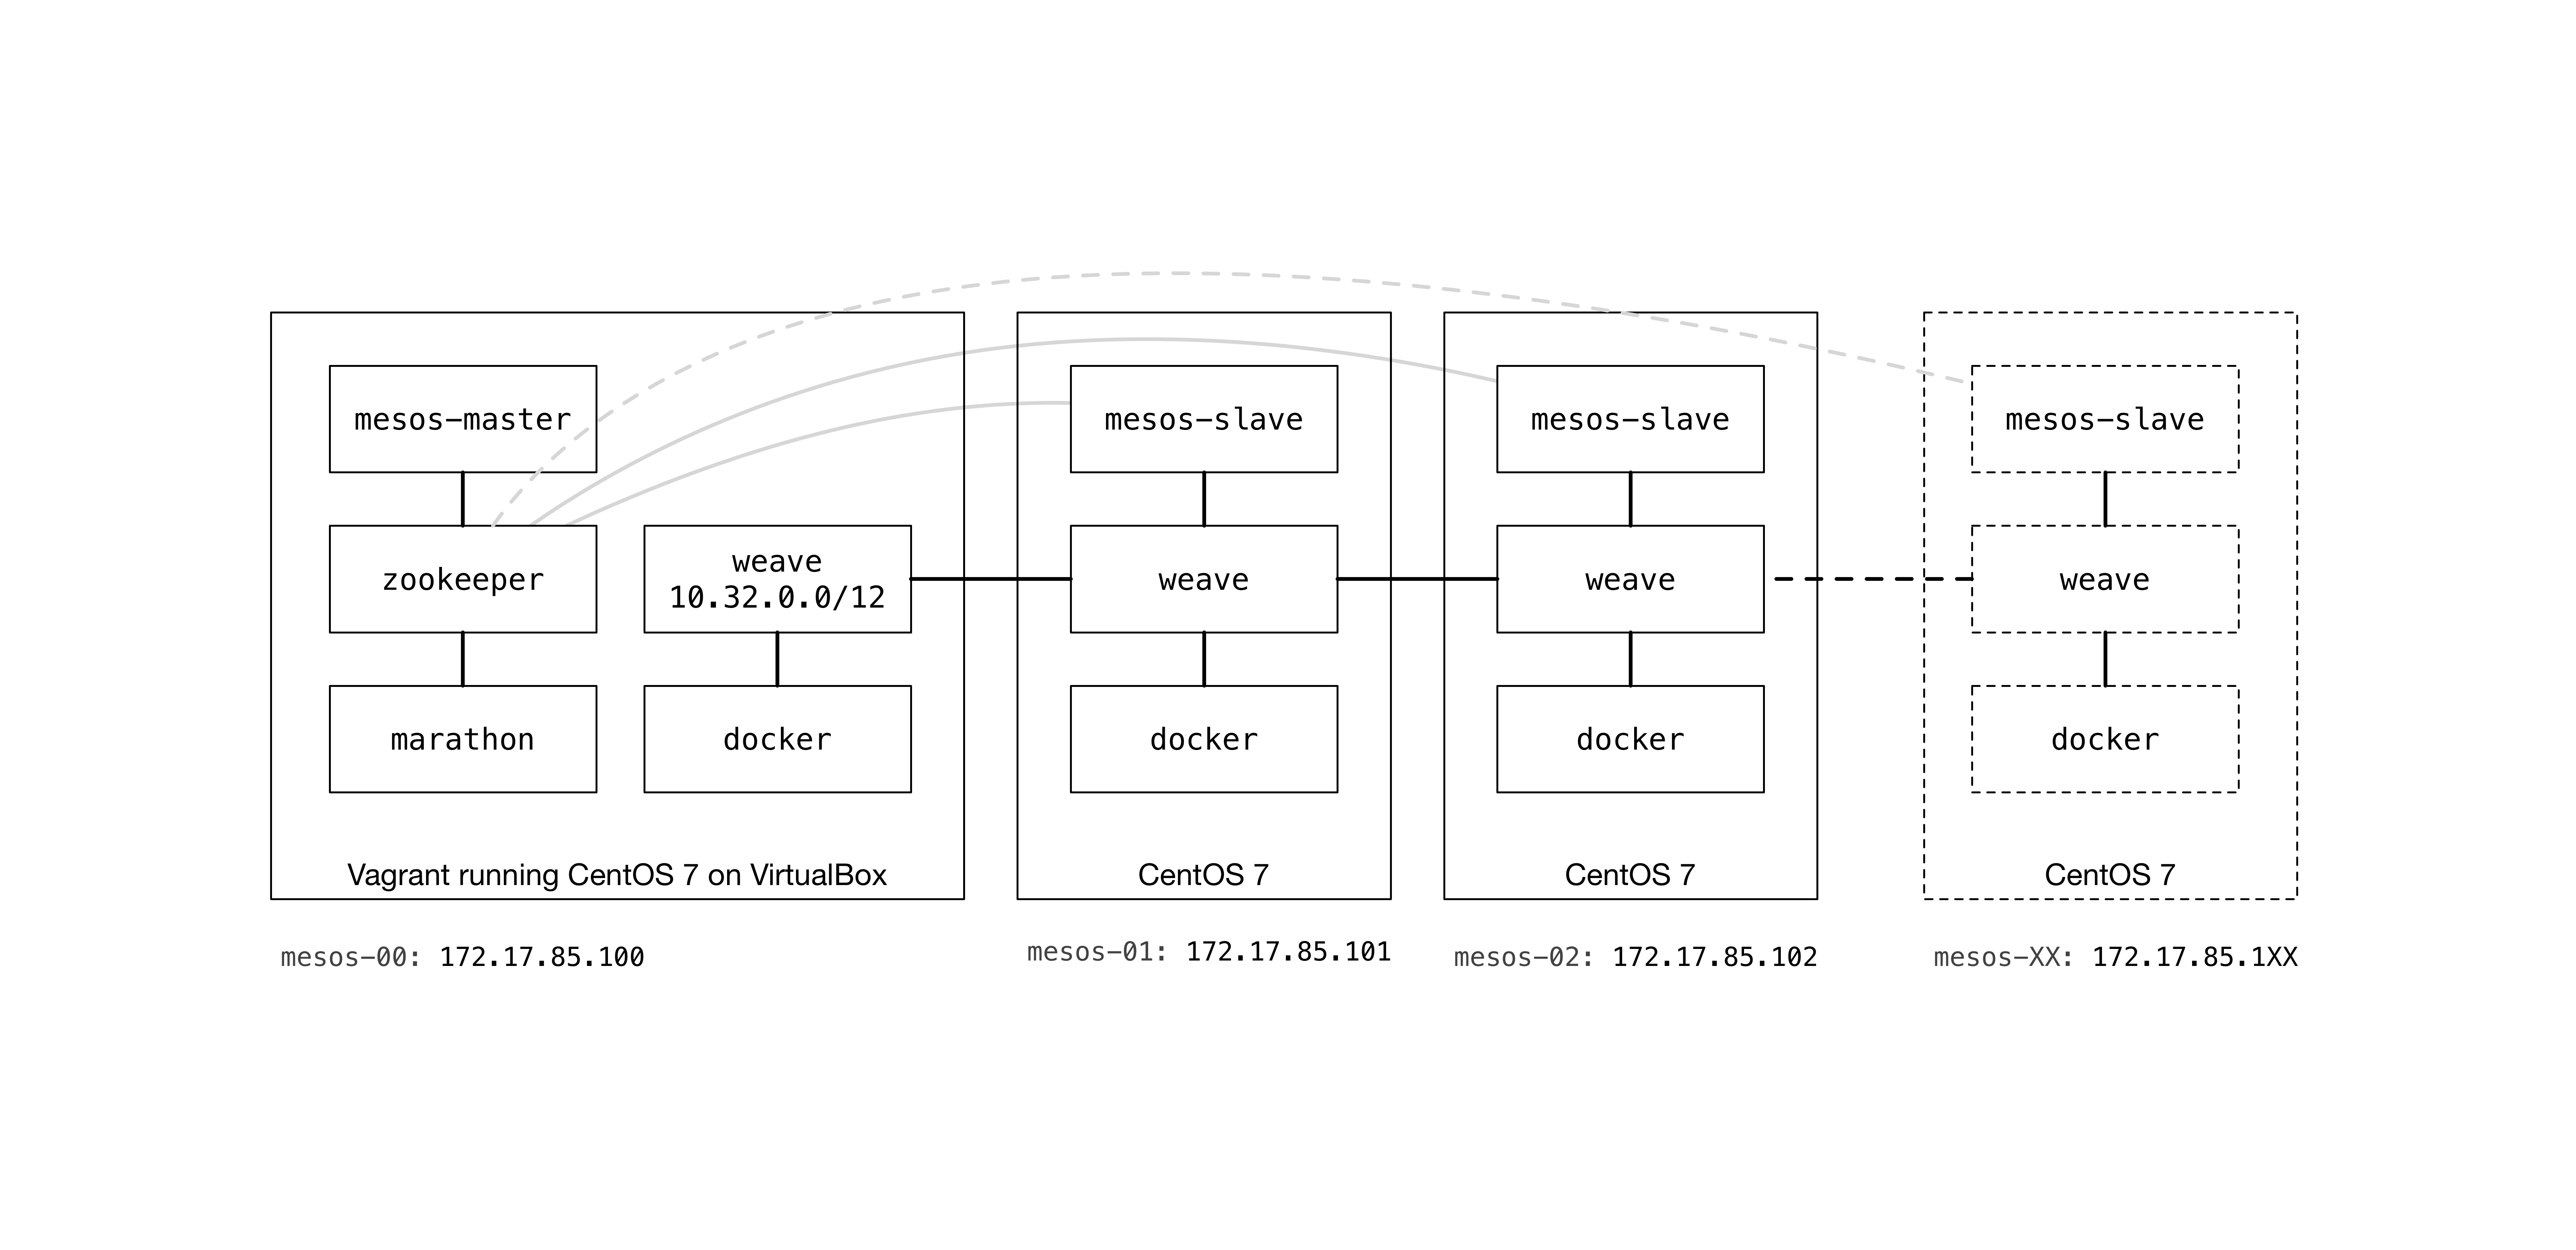 mesos-master
zookeeper
marathon
weave
10.32.0.0/12
docker
Vagrant running CentOS 7 on VirtualBox
mesos-00: 172.17.85.100
mesos-slave
weave
docker
CentOS 7
mesos-01: 172.17.85.101
mesos-slave
weave
docker
CentOS 7
mesos-02: 172.17.85.102
mesos-slave
weave
docker
CentOS 7
mesos-XX: 172.17.85.1XX